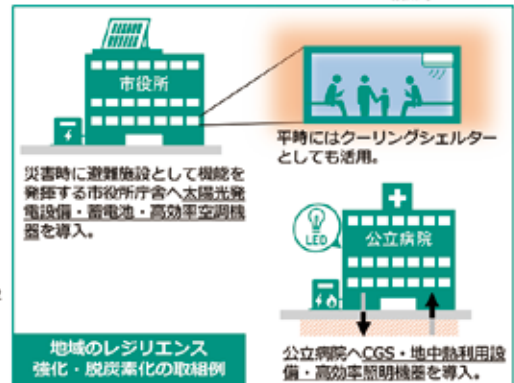 市役所
平時にはクーリングシェルター
としても活用。
災害時に避難施設として機能を
発揮する市役所庁舎へ太陽光発
電設備・蓄電池・高効率空調機
器を導入。
LED
公立病院
地域のレジリエンス
強化・脱炭素化の取組例
公立病院へCGS・地中熱利用設
備・高効率照明機器を導入。